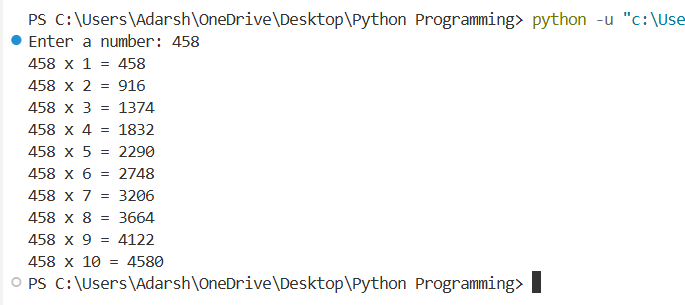 PS C:\Users\Adarsh\OneDrive\Desktop\Python Programming> python -u "c:\Use
Enter a number: 458
458 x 1 = 458
458 x 2 = 916
458 x 3 = 1374
458 x 4 = 1832
458 x 5 = 2290
458 x 6 = 2748
458 x 7 = 3206
458 x 8 = 3664
458 x 9 = 4122
458 x 10 = 4580
PS C:\Users\Adarsh\OneDrive\Desktop\Python Programming>